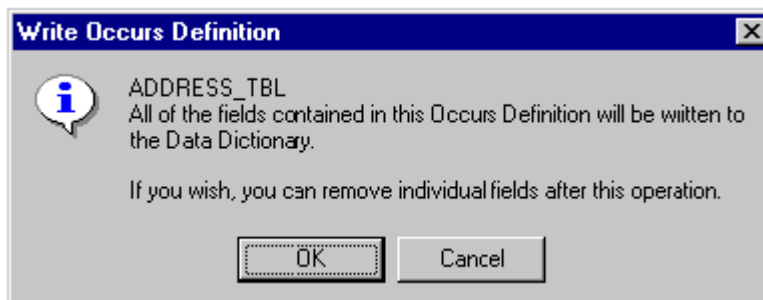 Write Occurs Definition
ADDRESS_TBL
All of the fields contained in this Occurs Definition will be written to
the Data Dictionary.
If you wish, you can remove individual fields after this operation.
OK Cancel